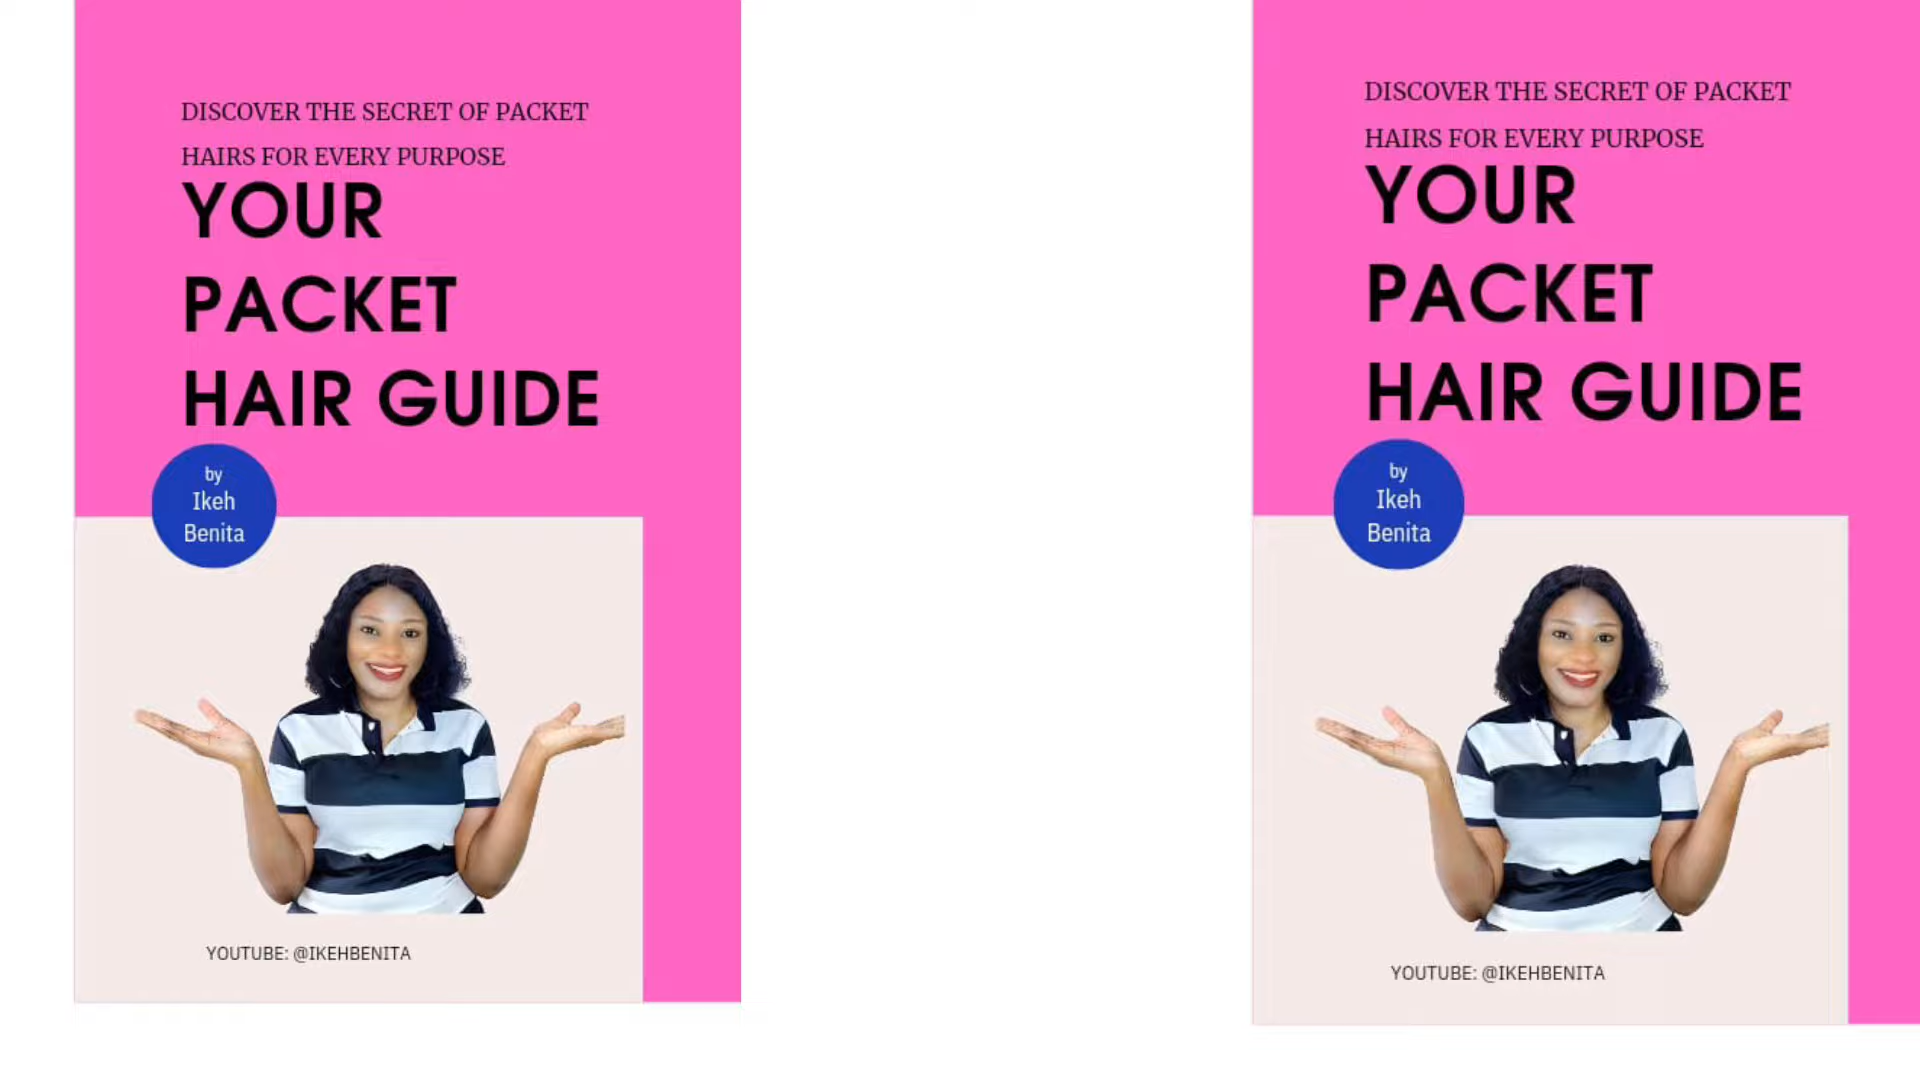 DISCOVER THE SECRET OF PACKET
HAIRS FOR EVERY PURPOSE
YOUR
PACKET
HAIR GUIDE
by
Ikeh
Benita
YOUTUBE: @IKEHBENITA
DISCOVER THE SECRET OF PACKET
HAIRS FOR EVERY PURPOSE
YOUR
PACKET
HAIR GUIDE
by
Ikeh
Benita
YOUTUBE: @IKEHBENITA